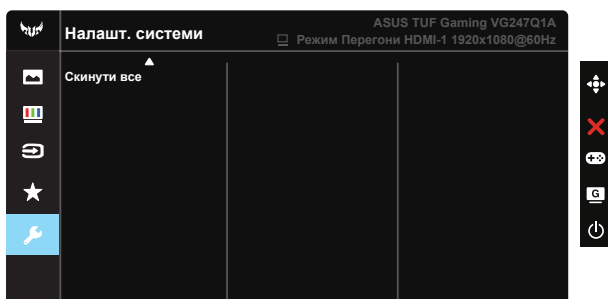 ASUS TUF Gaming VG247Q1A
Налашт. системи
Режим Перегони HDMI-1 1920x1080@60Hz
Скинути все
G